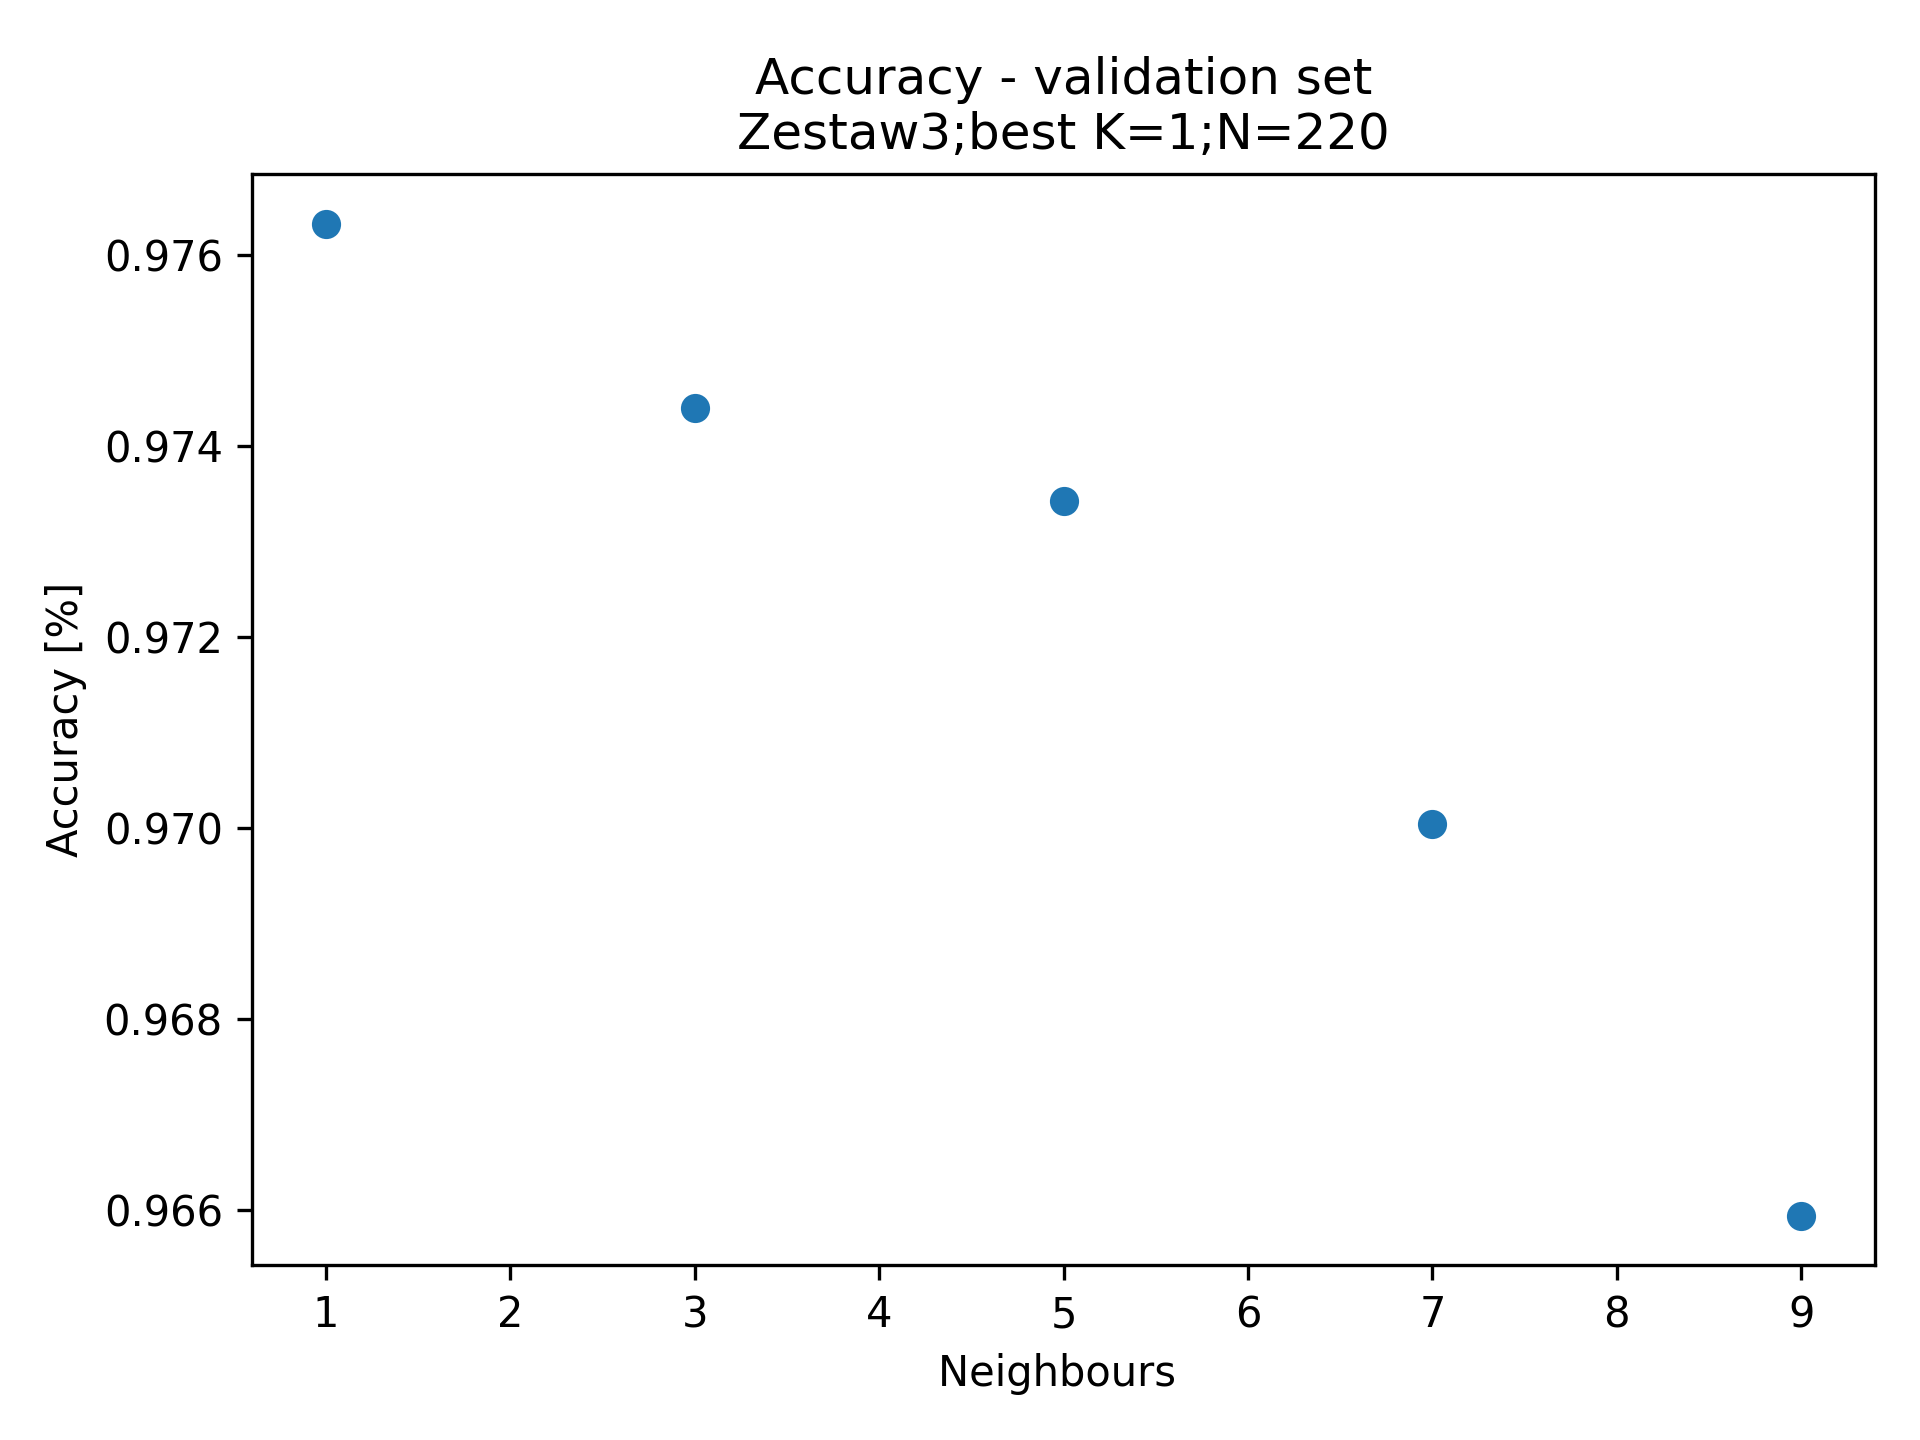 Accuracy - validation set
Zestaw3;best K=1;N=220
Accuracy [%]
0.976
0.974
0.972
0.970
0.968
0.966
1 2 3 4 5 6 7 8 9
Neighbours